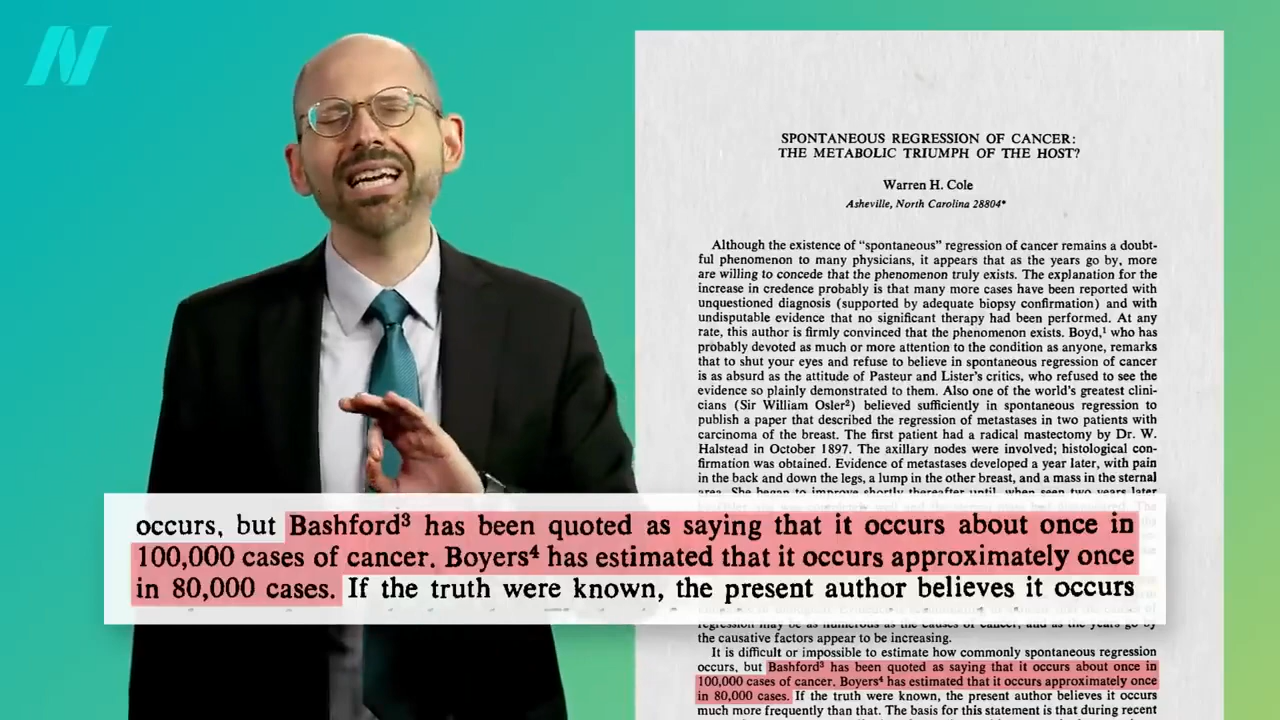 SPONTANEOUS REGRESSION OF CANCER:
THE METABOLIC TRIUMPH OF THE HOST?
Warren H. Cole
Asheville, North Carolina 28804*
Although the existence of “spontaneous” regression of cancer remains a doubt-
ful phenomenon to many physicians, it appears that as the years go by, more
are willing to concede that the phenomenon truly exists. The explanation for the
increase in credence probably is that many more cases have been reported with
unquestioned diagnosis (supported by adequate biopsy confirmation) and with
undisputable evidence that no significant therapy had been performed. At any
rate, this author is firmly convinced that the phenomenon exists. Boyd,¹ who has
probably devoted as much or more attention to the condition as anyone, remarks
that to shut your eyes and refuse to believe in spontaneous regression of cancer
is as absurd as the attitude of Pasteur and Lister’s critics, who refused to see the
evidence so plainly demonstrated to them. Also one of the world’s greatest clini-
cians (Sir William Osler²) believed sufficiently in spontaneous regression to
publish a paper that described the regression of metastases in two patients with
carcinoma of the breast. The first patient had a radical mastectomy by Dr. W.
Halstead in October 1897. The axillary nodes were involved; histological con-
firmation was obtained. Evidence of metastases developed a year later, with pain
in the back and down the legs, a lump in the other breast, and a mass in the sternal
area. She began to improve shortly thereafter until, when seen two years later
occurs, but Bashford³ has been quoted as saying that it occurs about once in
100,000 cases of cancer. Boyers⁴ has estimated that it occurs approximately once
in 80,000 cases. If the truth were known, the present author believes it occurs
regression may be as numerous as the causes of cancer, and as the years go by
the causative factors appear to be increasing.
It is difficult or impossible to estimate how commonly spontaneous regression
occurs, but Bashford³ has been quoted as saying that it occurs about once in
100,000 cases of cancer. Boyers⁴ has estimated that it occurs approximately once
in 80,000 cases. If the truth were known, the present author believes it occurs
much more frequently than that. The basis for this statement is that during recent